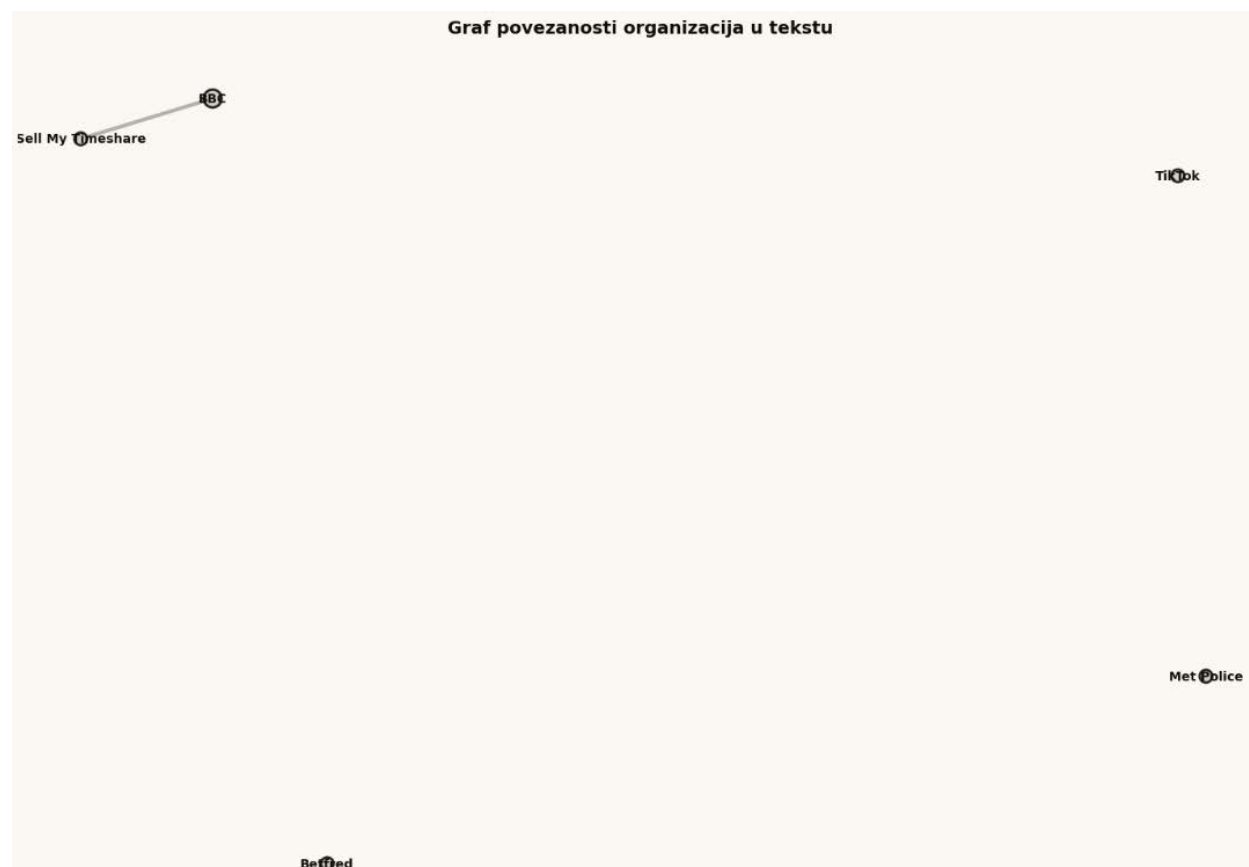 Graf povezanosti organizacija u tekstu
BBC
Sell My Timeshare
TikTok
Met Police
Betfred